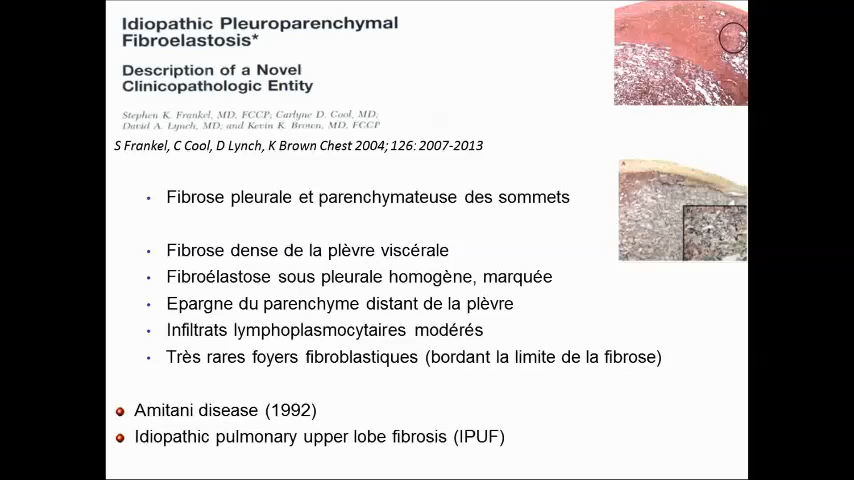 Idiopathic Pleuroparenchymal
Fibroelastosis*
Description of a Novel
Clinicopathologic Entity
Stephen K. Frankel, MD, FCCP; Carlyne D. Cool, MD;
David A. Lynch, MD; and Kevin K. Brown, MD, FCCP
S Frankel, C Cool, D Lynch, K Brown Chest 2004; 126: 2007-2013
• Fibrose pleurale et parenchymateuse des sommets
• Fibrose dense de la plèvre viscérale
• Fibroélastose sous pleurale homogène, marquée
• Epargne du parenchyme distant de la plèvre
• Infiltrats lymphoplasmocytaires modérés
• Très rares foyers fibroblastiques (bordant la limite de la fibrose)
Amitani disease (1992)
Idiopathic pulmonary upper lobe fibrosis (IPUF)
A